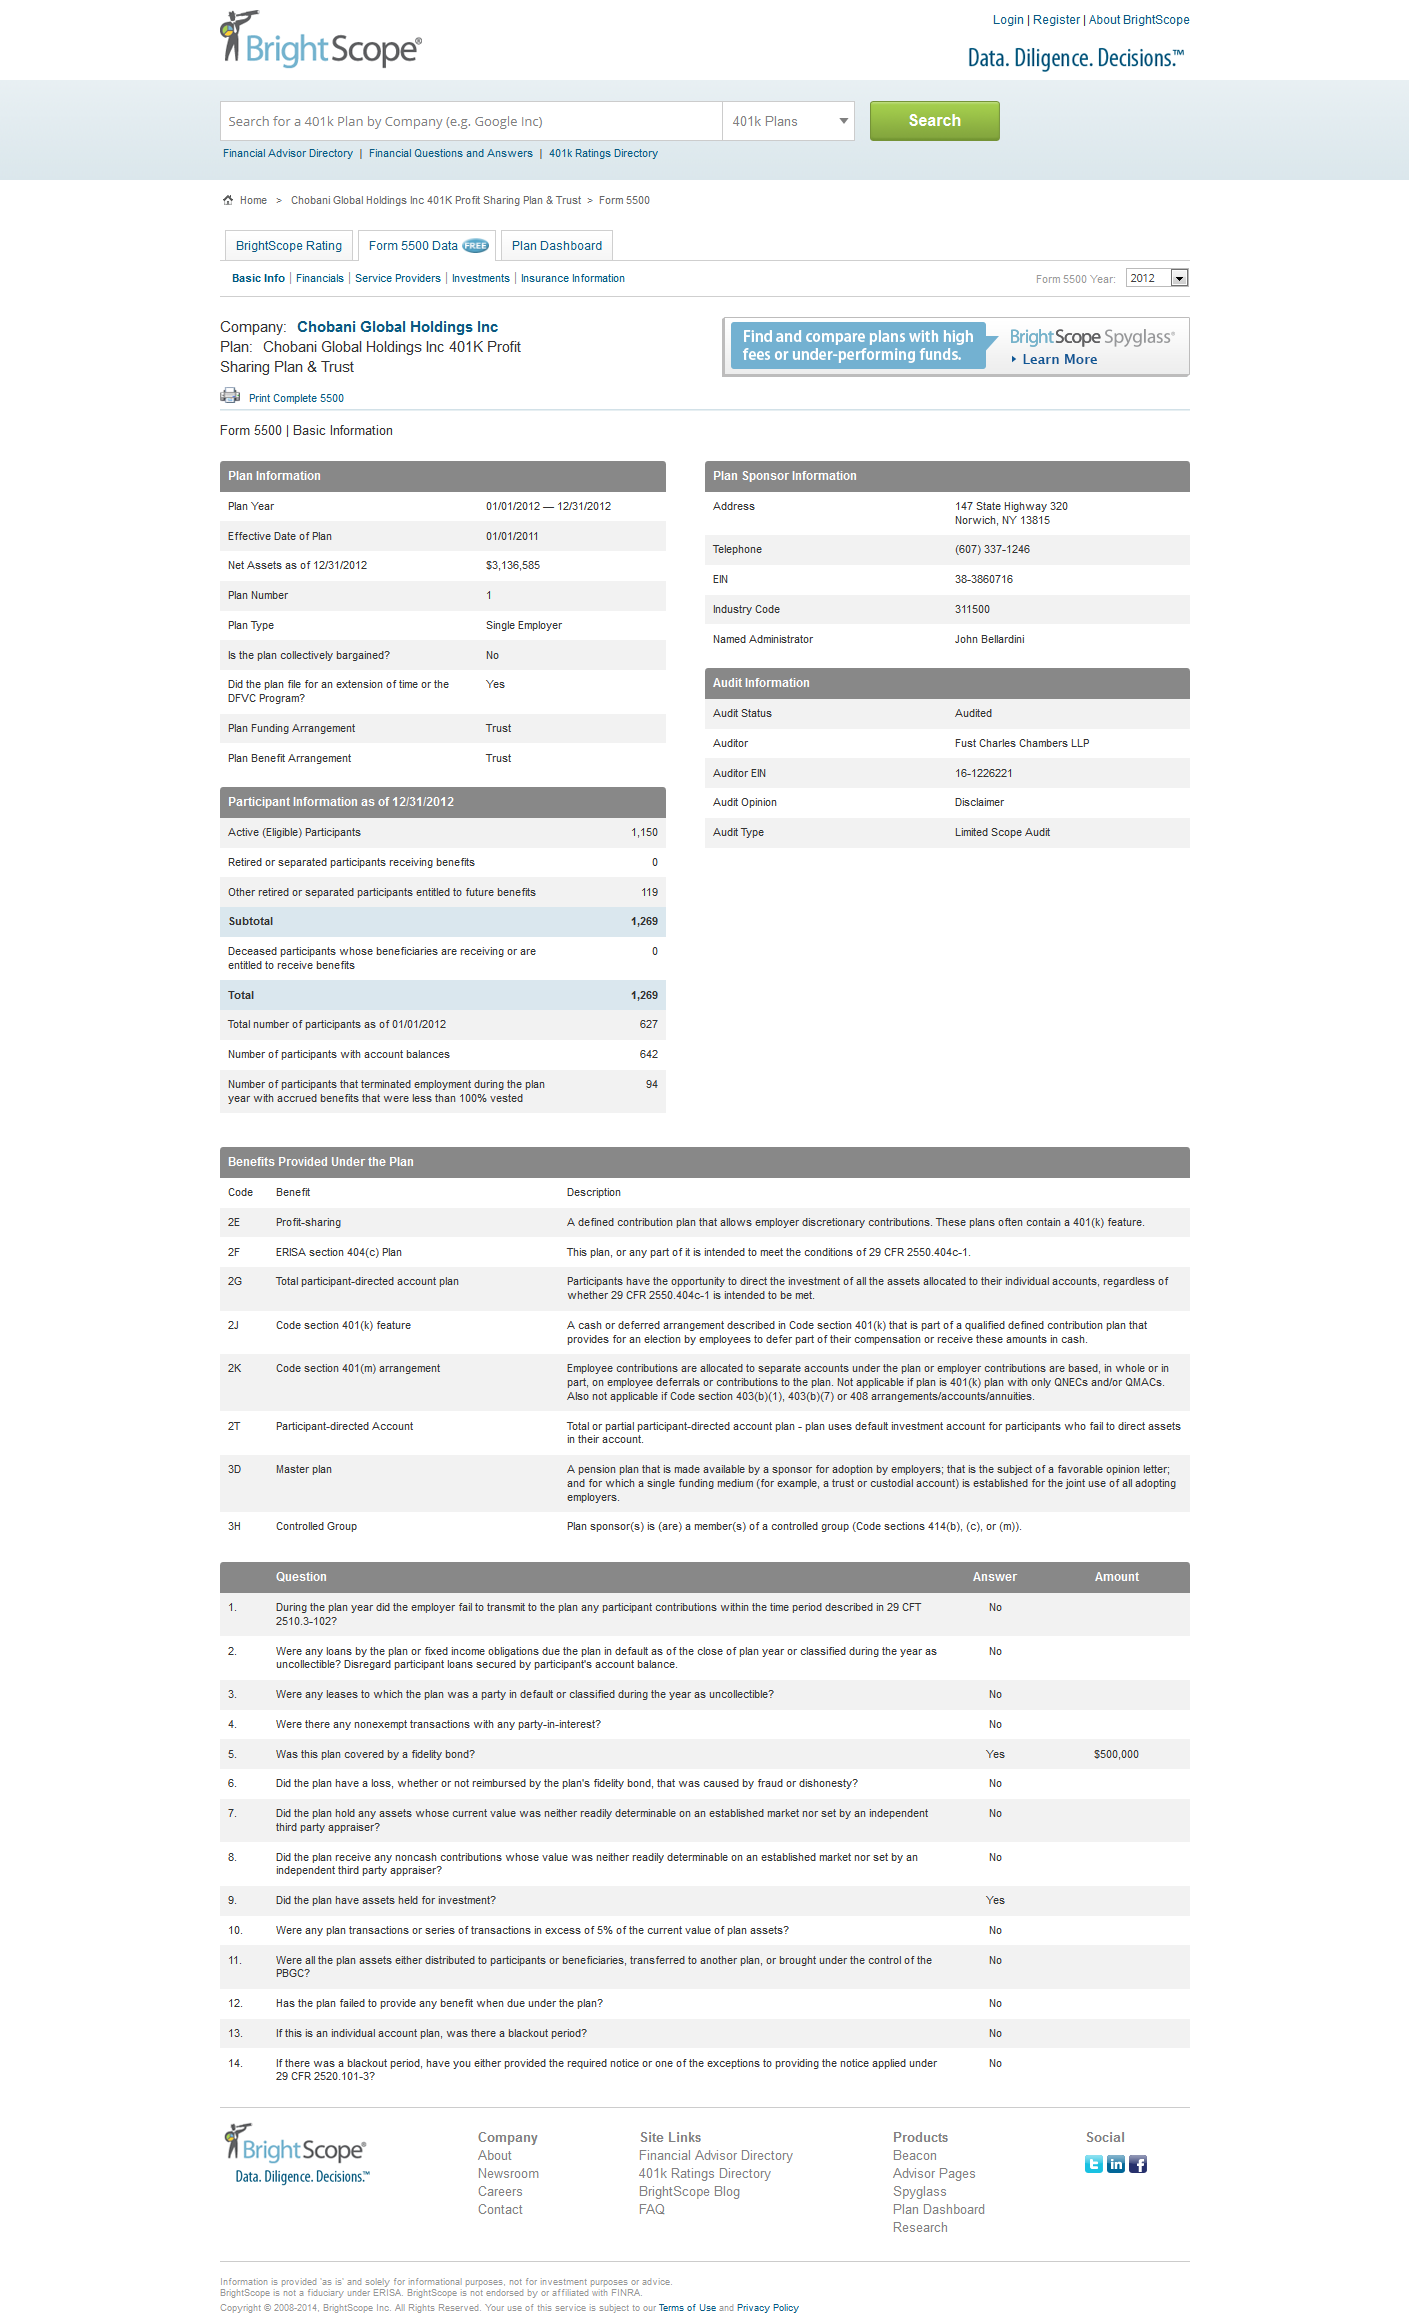 BrightScope®
Login | Register | About BrightScope
Data. Diligence. Decisions.™
Search for a 401k Plan by Company (e.g. Google Inc)
401k Plans
Search
Financial Advisor Directory | Financial Questions and Answers | 401k Ratings Directory
Home > Chobani Global Holdings Inc 401K Profit Sharing Plan & Trust > Form 5500
BrightScope Rating
Form 5500 Data FREE
Plan Dashboard
Basic Info | Financials | Service Providers | Investments | Insurance Information
Form 5500 Year: 2012
Company: Chobani Global Holdings Inc
Plan: Chobani Global Holdings Inc 401K Profit
Sharing Plan & Trust
Find and compare plans with high
fees or under-performing funds.
BrightScope Spyglass®
Learn More
Print Complete 5500
Form 5500 | Basic Information
Plan Information
Plan Year 01/01/2012 — 12/31/2012
Effective Date of Plan 01/01/2011
Net Assets as of 12/31/2012 $3,136,585
Plan Number 1
Plan Type Single Employer
Is the plan collectively bargained? No
Did the plan file for an extension of time or the Yes
DFVC Program?
Plan Funding Arrangement Trust
Plan Benefit Arrangement Trust
Participant Information as of 12/31/2012
Active (Eligible) Participants 1,150
Retired or separated participants receiving benefits 0
Other retired or separated participants entitled to future benefits 119
Subtotal 1,269
Deceased participants whose beneficiaries are receiving or are 0
entitled to receive benefits
Total 1,269
Total number of participants as of 01/01/2012 627
Number of participants with account balances 642
Number of participants that terminated employment during the plan 94
year with accrued benefits that were less than 100% vested
Plan Sponsor Information
Address 147 State Highway 320
Norwich, NY 13815
Telephone (607) 337-1246
EIN 38-3860716
Industry Code 311500
Named Administrator John Bellardini
Audit Information
Audit Status Audited
Auditor Fust Charles Chambers LLP
Auditor EIN 16-1226221
Audit Opinion Disclaimer
Audit Type Limited Scope Audit
Benefits Provided Under the Plan
Code Benefit Description
2E Profit-sharing A defined contribution plan that allows employer discretionary contributions. These plans often contain a 401(k) feature.
2F ERISA section 404(c) Plan This plan, or any part of it is intended to meet the conditions of 29 CFR 2550.404c-1.
2G Total participant-directed account plan Participants have the opportunity to direct the investment of all the assets allocated to their individual accounts, regardless of
whether 29 CFR 2550.404c-1 is intended to be met.
2J Code section 401(k) feature A cash or deferred arrangement described in Code section 401(k) that is part of a qualified defined contribution plan that
provides for an election by employees to defer part of their compensation or receive these amounts in cash.
2K Code section 401(m) arrangement Employee contributions are allocated to separate accounts under the plan or employer contributions are based, in whole or in
part, on employee deferrals or contributions to the plan. Not applicable if plan is 401(k) plan with only QNECs and/or QMACs.
Also not applicable if Code section 403(b)(1), 403(b)(7) or 408 arrangements/accounts/annuities.
2T Participant-directed Account Total or partial participant-directed account plan - plan uses default investment account for participants who fail to direct assets
in their account.
3D Master plan A pension plan that is made available by a sponsor for adoption by employers; that is the subject of a favorable opinion letter;
and for which a single funding medium (for example, a trust or custodial account) is established for the joint use of all adopting
employers.
3H Controlled Group Plan sponsor(s) is (are) a member(s) of a controlled group (Code sections 414(b), (c), or (m)).
Question Answer Amount
1. During the plan year did the employer fail to transmit to the plan any participant contributions within the time period described in 29 CFT No
2510.3-102?
2. Were any loans by the plan or fixed income obligations due the plan in default as of the close of plan year or classified during the year as No
uncollectible? Disregard participant loans secured by participant's account balance.
3. Were any leases to which the plan was a party in default or classified during the year as uncollectible? No
4. Were there any nonexempt transactions with any party-in-interest? No
5. Was this plan covered by a fidelity bond? Yes $500,000
6. Did the plan have a loss, whether or not reimbursed by the plan's fidelity bond, that was caused by fraud or dishonesty? No
7. Did the plan hold any assets whose current value was neither readily determinable on an established market nor set by an independent No
third party appraiser?
8. Did the plan receive any noncash contributions whose value was neither readily determinable on an established market nor set by an No
independent third party appraiser?
9. Did the plan have assets held for investment? Yes
10. Were any plan transactions or series of transactions in excess of 5% of the current value of plan assets? No
11. Were all the plan assets either distributed to participants or beneficiaries, transferred to another plan, or brought under the control of the No
PBGC?
12. Has the plan failed to provide any benefit when due under the plan? No
13. If this is an individual account plan, was there a blackout period? No
14. If there was a blackout period, have you either provided the required notice or one of the exceptions to providing the notice applied under No
29 CFR 2520.101-3?
BrightScope®
Data. Diligence. Decisions.™
Company
About
Newsroom
Careers
Contact
Site Links
Financial Advisor Directory
401k Ratings Directory
BrightScope Blog
FAQ
Products
Beacon
Advisor Pages
Spyglass
Plan Dashboard
Research
Social
Information is provided 'as is' and solely for informational purposes, not for investment purposes or advice.
BrightScope is not a fiduciary under ERISA. BrightScope is not endorsed by or affiliated with FINRA.
Copyright © 2008-2014, BrightScope Inc. All Rights Reserved. Your use of this service is subject to our Terms of Use and Privacy Policy